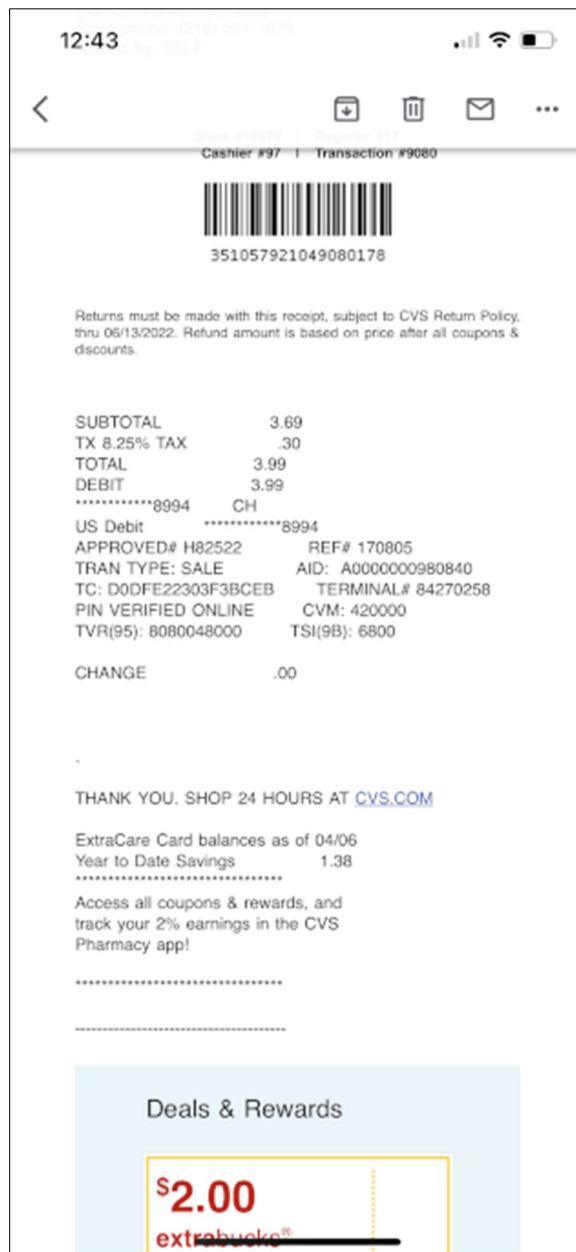 12:43
Cashier #97 | Transaction #9080
351057921049080178
Returns must be made with this receipt, subject to CVS Return Policy,
thru 06/13/2022. Refund amount is based on price after all coupons &
discounts.
SUBTOTAL 3.69
TX 8.25% TAX .30
TOTAL 3.99
DEBIT 3.99
************8994 CH
US Debit ************8994
APPROVED# H82522 REF# 170805
TRAN TYPE: SALE AID: A0000000980840
TC: D0DFE22303F3BCEB TERMINAL# 84270258
PIN VERIFIED ONLINE CVM: 420000
TVR(95): 8080048000 TSI(9B): 6800
CHANGE .00
.
THANK YOU. SHOP 24 HOURS AT CVS.COM
ExtraCare Card balances as of 04/06
Year to Date Savings 1.38
********************************
Access all coupons & rewards, and
track your 2% earnings in the CVS
Pharmacy app!
********************************
---------------------------------------
Deals & Rewards
$2.00
extrabucks®